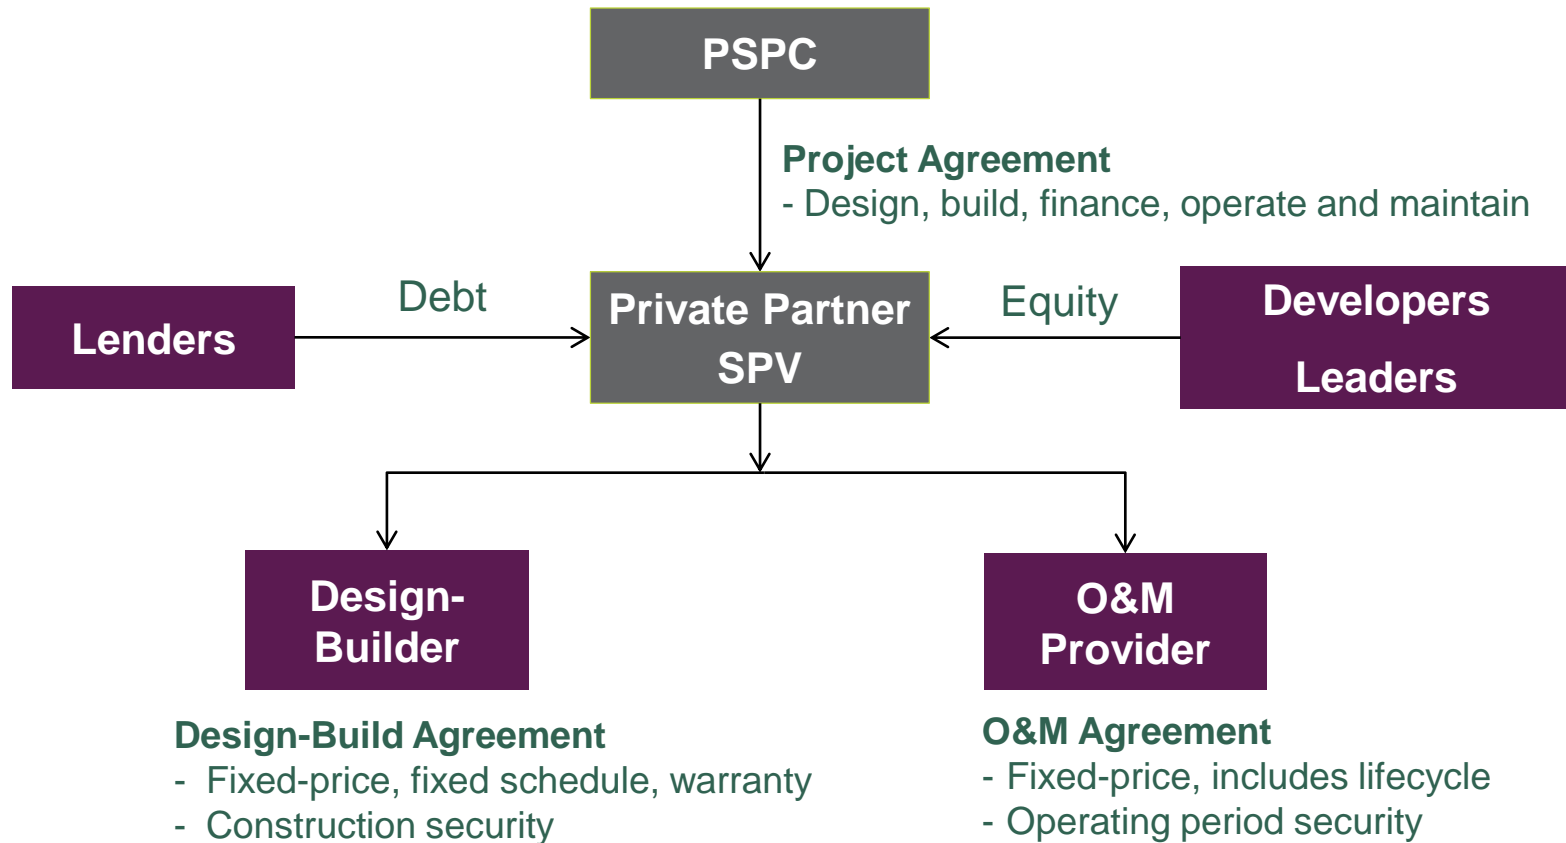 PSPC
Project Agreement
- Design, build, finance, operate and maintain
Lenders
Debt
Private Partner
SPV
Equity
Developers
Leaders
Design-
Builder
O&M
Provider
Design-Build Agreement
- Fixed-price, fixed schedule, warranty
- Construction security
O&M Agreement
- Fixed-price, includes lifecycle
- Operating period security